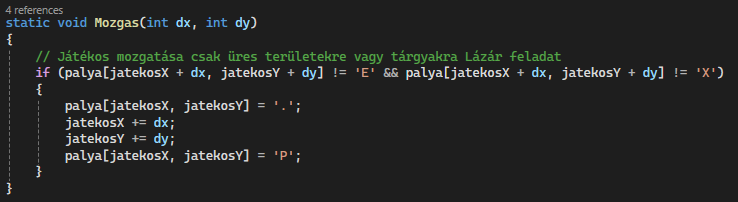 4 references
static void Mozgas(int dx, int dy)
{
// Játékos mozgatása csak üres területekre vagy tárgyakra Lázár feladat
if (palya[jatekosX + dx, jatekosY + dy] != 'E' && palya[jatekosX + dx, jatekosY + dy] != 'X')
{
palya[jatekosX, jatekosY] = '.';
jatekosX += dx;
jatekosY += dy;
palya[jatekosX, jatekosY] = 'P';
}
}